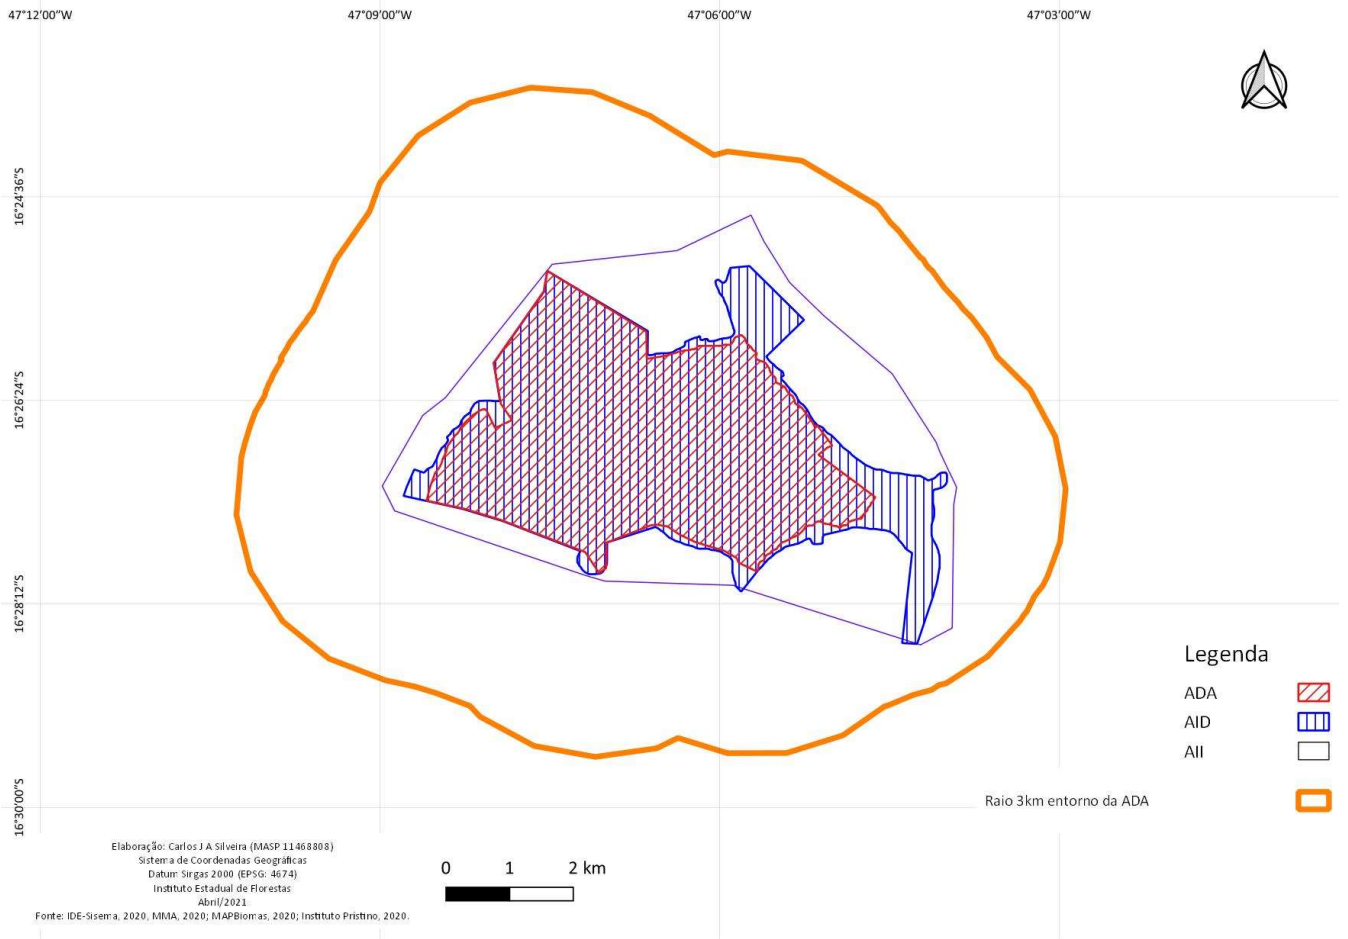 47°12'00"W 47°09'00"W 47°06'00"W 47°03'00"W
16°24'36"S
16°26'24"S
16°28'12"S
16°30'00"S
Legenda
ADA
AID
AII
Raio 3km entorno da ADA
Elaboração: Carlos J A Silveira (MASP 11468808)
Sistema de Coordenadas Geográficas
Datum Sirgas 2000 (EPSG: 4674)
Instituto Estadual de Florestas
Abril/2021
Fonte: IDE-Sisema, 2020, MMA, 2020; MAPBiomas, 2020; Instituto Prístino, 2020.
0 1 2 km